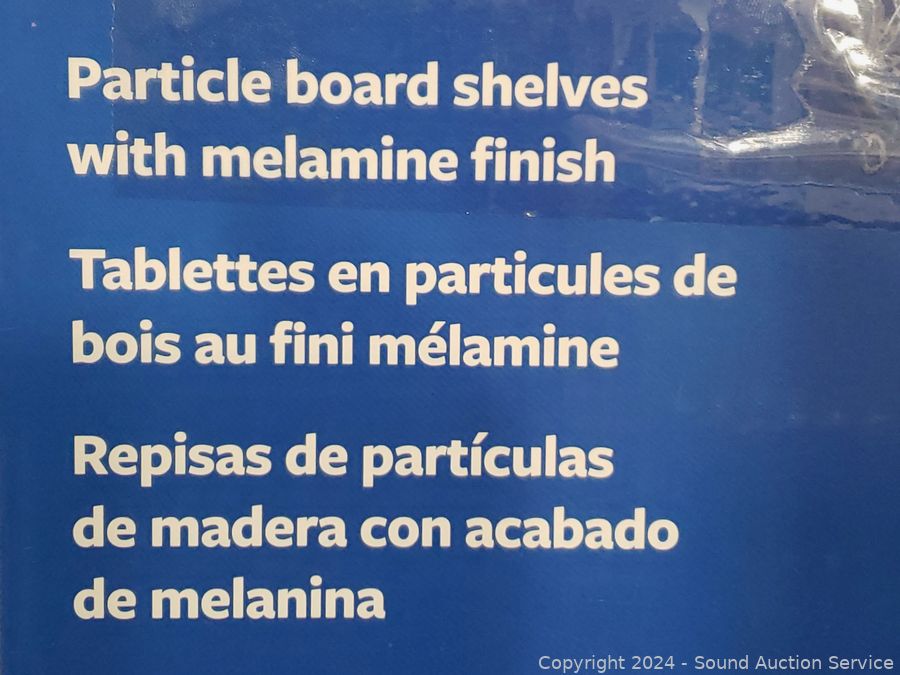 Particle board shelves
with melamine finish
Tablettes en particules de
bois au fini mélamine
Repisas de partículas
de madera con acabado
de melanina
Copyright 2024 - Sound Auction Service